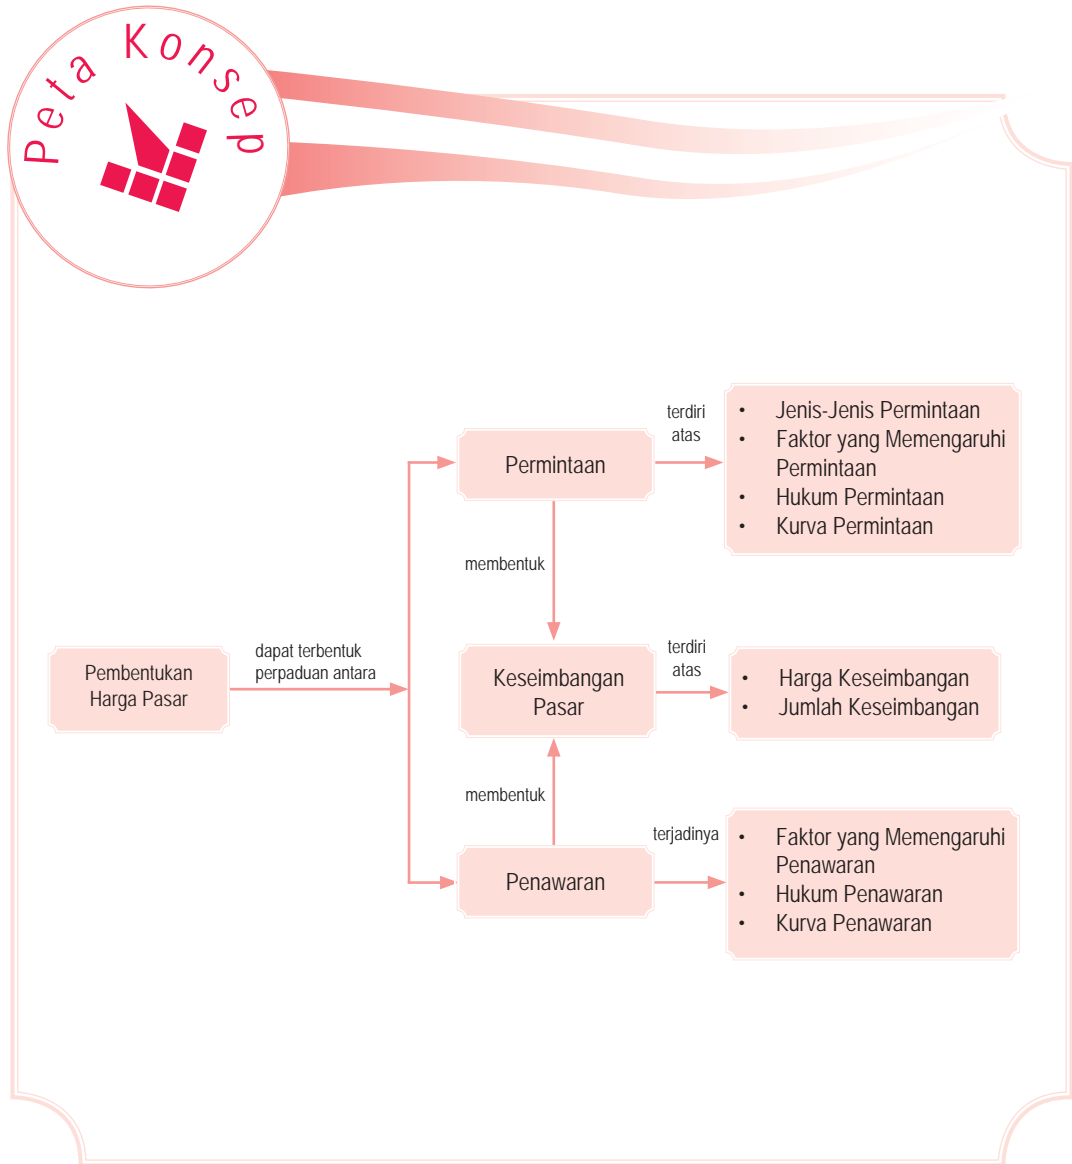 Peta Konsep
terdiri
atas
• Jenis-Jenis Permintaan
• Faktor yang Memengaruhi
Permintaan
• Hukum Permintaan
• Kurva Permintaan
Permintaan
membentuk
dapat terbentuk
perpaduan antara
Pembentukan
Harga Pasar
Keseimbangan
Pasar
terdiri
atas
• Harga Keseimbangan
• Jumlah Keseimbangan
membentuk
Penawaran
terjadinya
• Faktor yang Memengaruhi
Penawaran
• Hukum Penawaran
• Kurva Penawaran